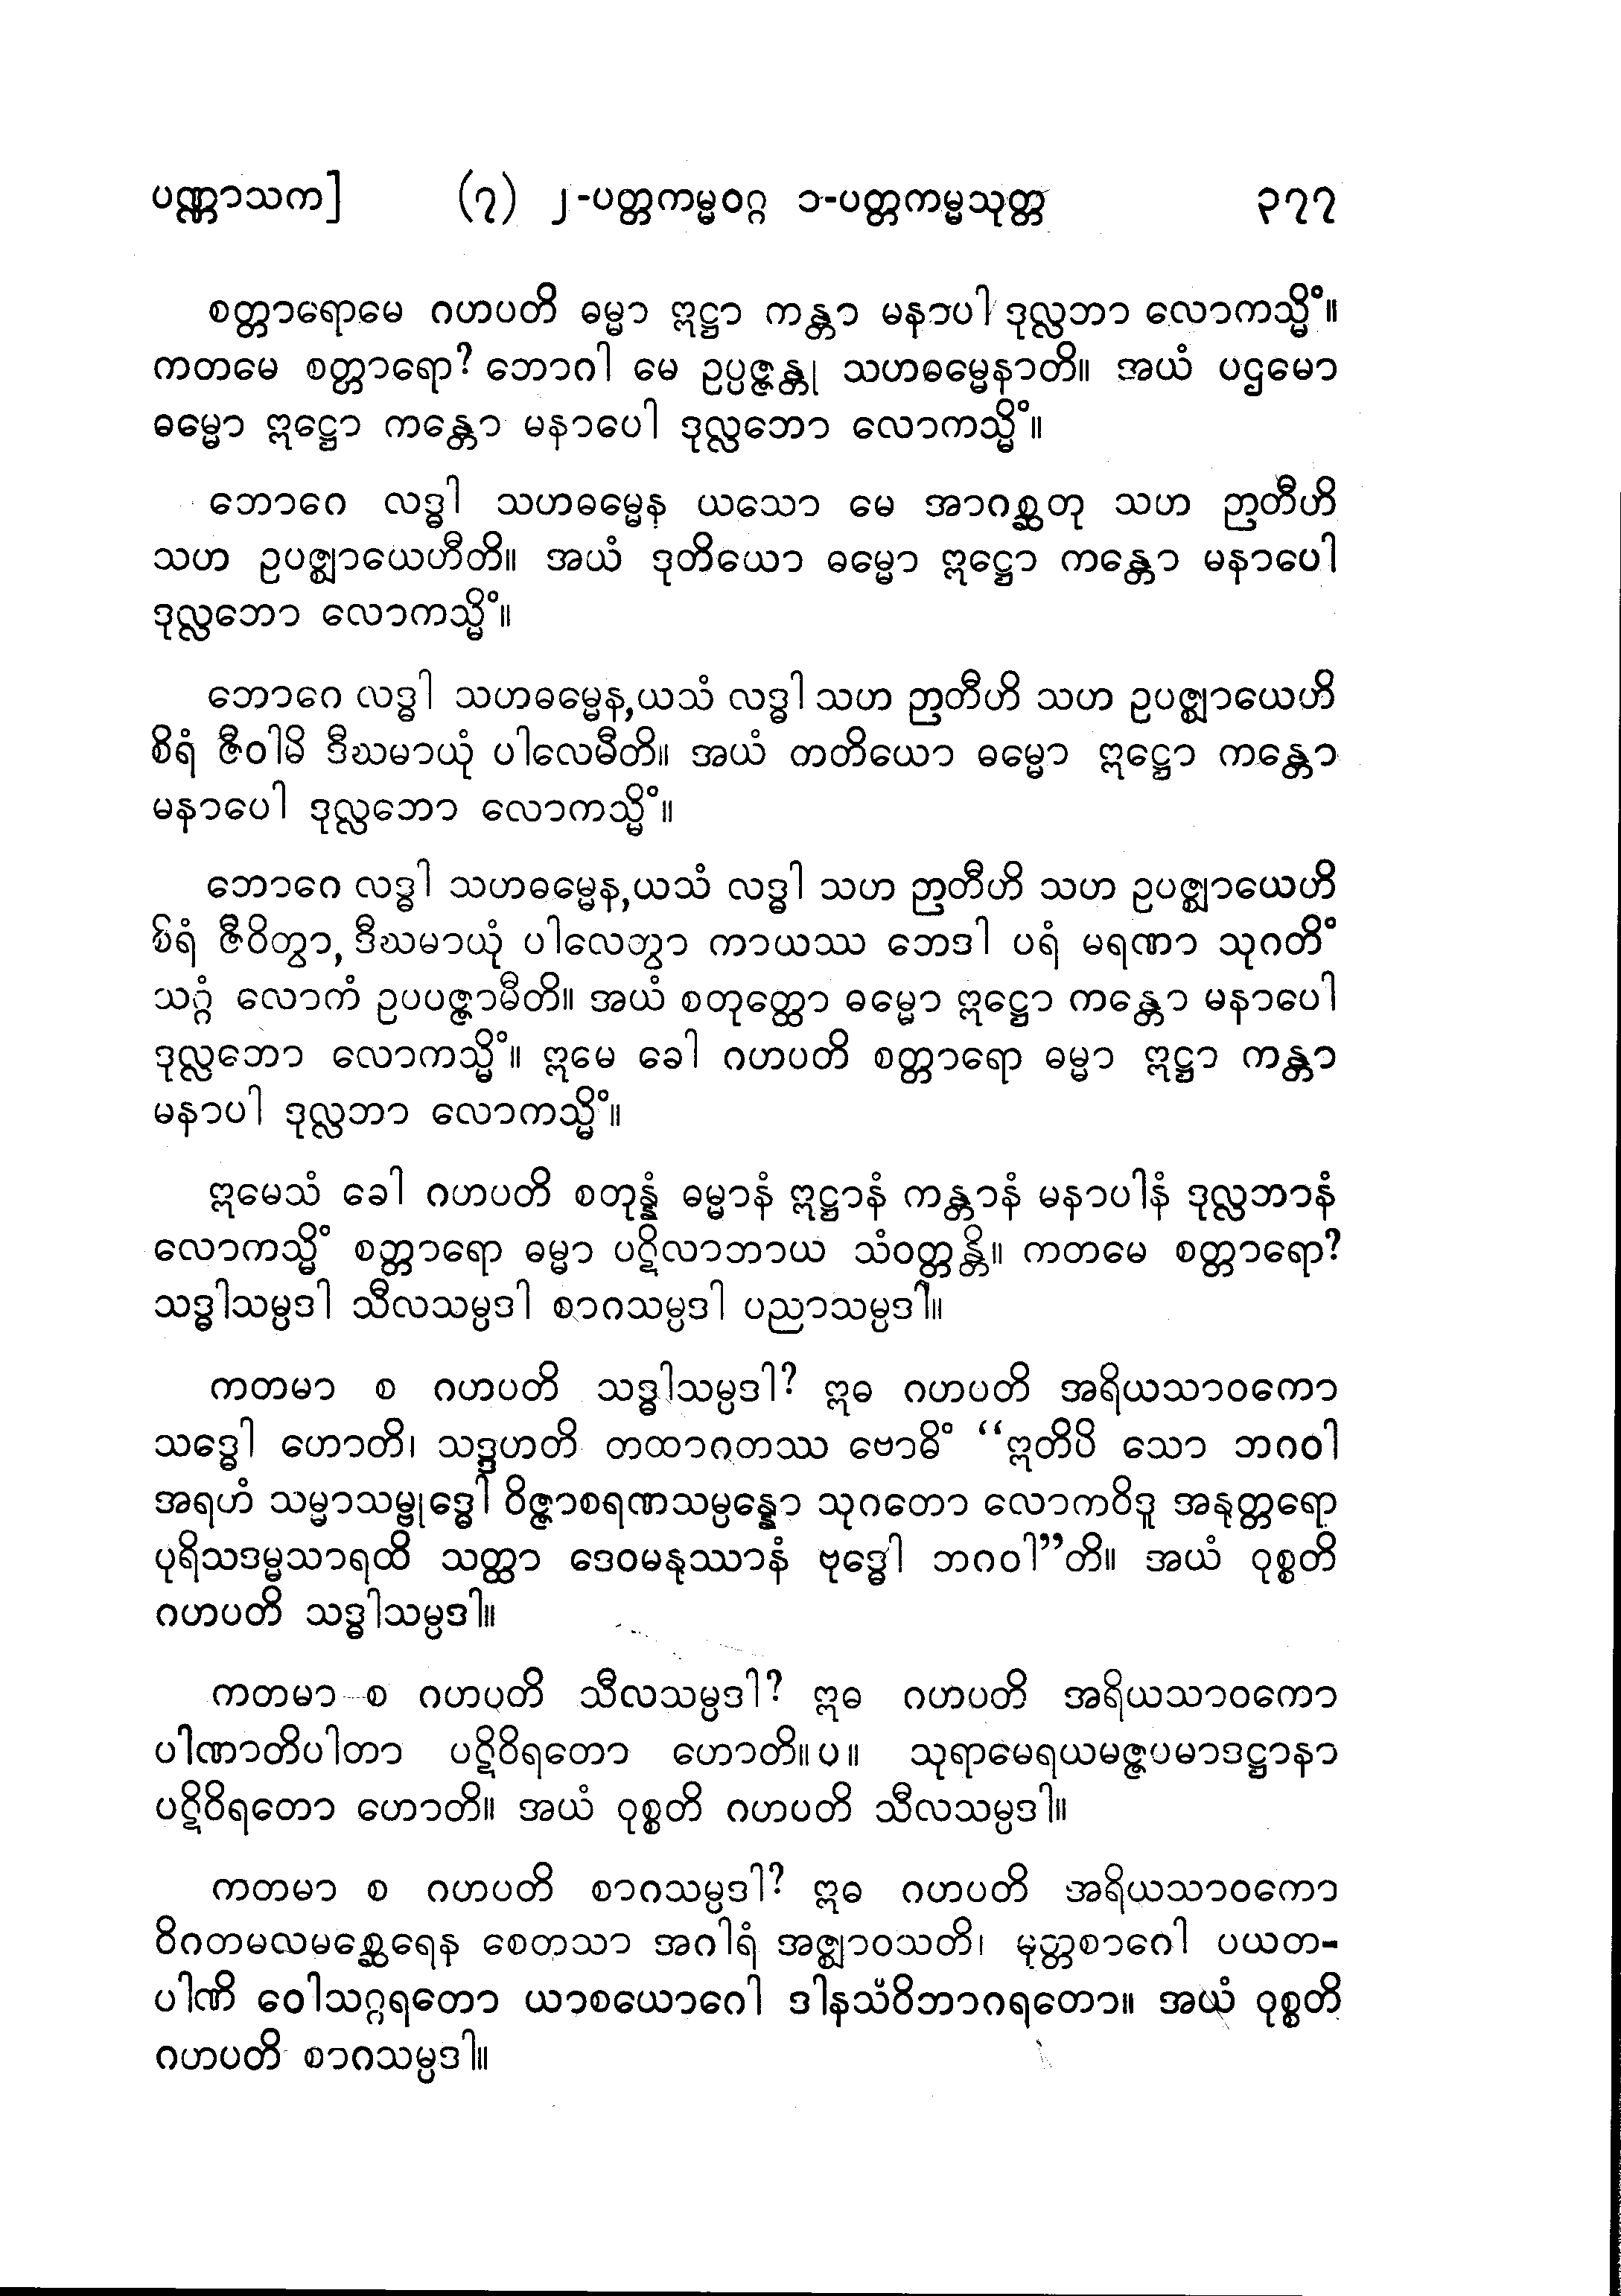 ပဏ္ဏာသက] (၇) ၂-ပတ္တကမ္မဝဂ္ဂ ၁-ပတ္တကမ္မသုတ္တ ၃၇၇
စတ္တာရောမေ ဂဟပတိ ဓမ္မာ ဣဋ္ဌာ ကန္တာ မနာပါ ဒုလ္လဘာ လောကသ္မိံ။
ကတမေ စတ္တာရော? ဘောဂါ မေ ဥပ္ပဇ္ဇန္တု သဟဓမ္မေနာတိ။ အယံ ပဌမော
ဓမ္မော ဣဋ္ဌော ကန္တော မနာပေါ ဒုလ္လဘော လောကသ္မိံ။
ဘောဂေ လဒ္ဓါ သဟဓမ္မေန ယသော မေ အာဂစ္ဆတု သဟ ဉာတီဟိ
သဟ ဥပဇ္ဈာယေဟီတိ။ အယံ ဒုတိယော ဓမ္မော ဣဋ္ဌော ကန္တော မနာပေါ
ဒုလ္လဘော လောကသ္မိံ။
ဘောဂေ လဒ္ဓါ သဟဓမ္မေန,ယသံ လဒ္ဓါ သဟ ဉာတီဟိ သဟ ဥပဇ္ဈာယေဟိ
စိရံ ဇီဝါမိ ဒီဃမာယုံ ပါလေမီတိ။ အယံ တတိယော ဓမ္မော ဣဋ္ဌော ကန္တော
မနာပေါ ဒုလ္လဘော လောကသ္မိံ။
ဘောဂေ လဒ္ဓါ သဟဓမ္မေန,ယသံ လဒ္ဓါ သဟ ဉာတီဟိ သဟ ဥပဇ္ဈာယေဟိ
စိရံ ဇီဝိတွာ, ဒီဃမာယုံ ပါလေတွာ ကာယဿ ဘေဒါ ပရံ မရဏာ သုဂတိံ
သဂ္ဂံ လောကံ ဥပပဇ္ဇာမီတိ။ အယံ စတုတ္ထော ဓမ္မော ဣဋ္ဌော ကန္တော မနာပေါ
ဒုလ္လဘော လောကသ္မိံ။ ဣမေ ခေါ ဂဟပတိ စတ္တာရော ဓမ္မာ ဣဋ္ဌာ ကန္တာ
မနာပါ ဒုလ္လဘာ လောကသ္မိံ။
ဣမေသံ ခေါ ဂဟပတိ စတုန္နံ ဓမ္မာနံ ဣဋ္ဌာနံ ကန္တာနံ မနာပါနံ ဒုလ္လဘာနံ
လောကသ္မိံ စတ္တာရော ဓမ္မာ ပဋိလာဘာယ သံဝတ္တန္တိ။ ကတမေ စတ္တာရော?
သဒ္ဓါသမ္ပဒါ သီလသမ္ပဒါ စာဂသမ္ပဒါ ပညာသမ္ပဒါ။
ကတမာ စ ဂဟပတိ သဒ္ဓါသမ္ပဒါ? ဣဓ ဂဟပတိ အရိယသာဝကော
သဒ္ဓေါ ဟောတိ၊ သဒ္ဒဟတိ တထာဂတဿ ဗောဓိံ “ဣတိပိ သော ဘဂဝါ
အရဟံ သမ္မာသမ္ဗုဒ္ဓေါ ဝိဇ္ဇာစရဏသမ္ပန္နော သုဂတော လောကဝိဒူ အနုတ္တရော
ပုရိသဒမ္မသာရထိ သတ္ထာ ဒေဝမနုဿာနံ ဗုဒ္ဓေါ ဘဂဝါ”တိ။ အယံ ဝုစ္စတိ
ဂဟပတိ သဒ္ဓါသမ္ပဒါ။
ကတမာ စ ဂဟပတိ သီလသမ္ပဒါ? ဣဓ ဂဟပတိ အရိယသာဝကော
ပါဏာတိပါတာ ပဋိဝိရတော ဟောတိ။ပ။ သုရာမေရယမဇ္ဇပမာဒဋ္ဌာနာ
ပဋိဝိရတော ဟောတိ။ အယံ ဝုစ္စတိ ဂဟပတိ သီလသမ္ပဒါ။
ကတမာ စ ဂဟပတိ စာဂသမ္ပဒါ? ဣဓ ဂဟပတိ အရိယသာဝကော
ဝိဂတမလမစ္ဆေရေန စေတသာ အဂါရံ အဇ္ဈာဝသတိ၊ မုတ္တစာဂေါ ပယတ-
ပါဏိ ဝေါသဂ္ဂရတော ယာစယောဂေါ ဒါနသံဝိဘာဂရတော။ အယံ ဝုစ္စတိ
ဂဟပတိ စာဂသမ္ပဒါ။